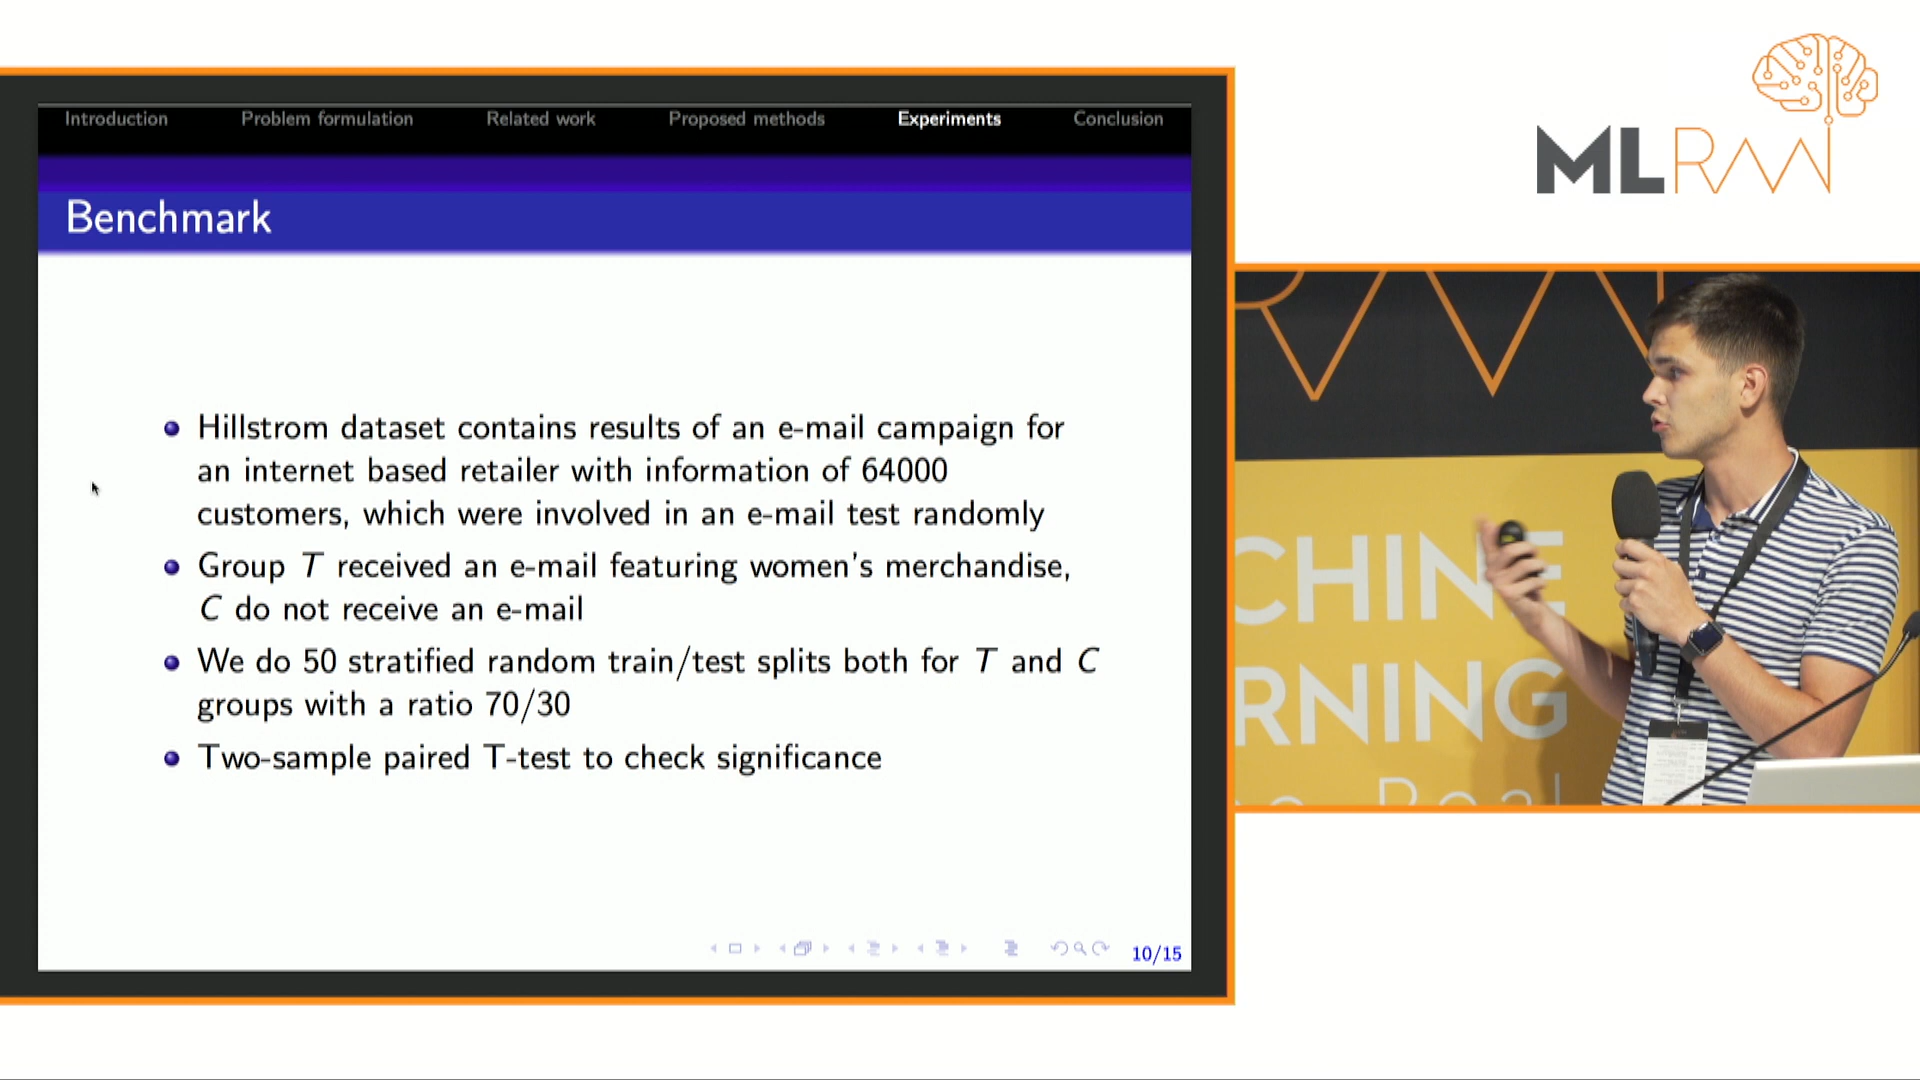 Introduction Problem formulation Related work Proposed methods Experiments Conclusion
Benchmark
Hillstrom dataset contains results of an e-mail campaign for
an internet based retailer with information of 64000
customers, which were involved in an e-mail test randomly
Group T received an e-mail featuring women's merchandise,
C do not receive an e-mail
We do 50 stratified random train/test splits both for T and C
groups with a ratio 70/30
Two-sample paired T-test to check significance
10/15
MLRW
CHINE
RNING
Real